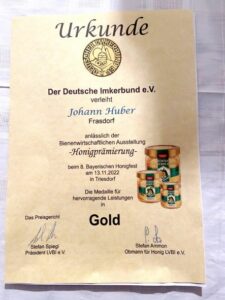 Urkunde
Der Deutsche Imkerbund e.V.
verleiht
Johann Huber
Frasdorf
anlässlich der
Bienenwirtschaftlichen Ausstellung
-Honigprämierung-
beim 8. Bayerischen Honigfest
am 13.11.2022
in Triesdorf
Die Medaille für
hervorragende Leistungen
in
Gold
Das Preisgericht
Stefan Spiegl
Präsident LVBI e.V.
Stefan Ammon
Obmann für Honig LVBI e.V.